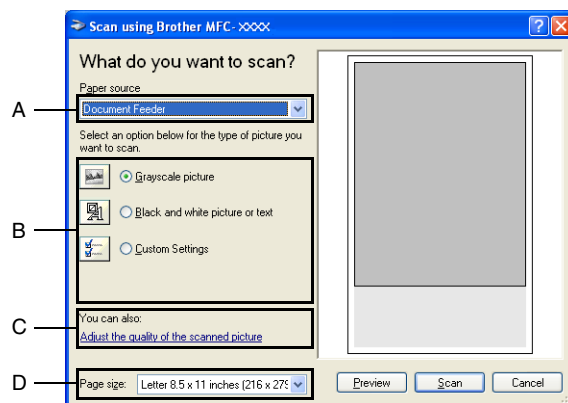 Scan using Brother MFC-XXXX
What do you want to scan?
Paper source
A
Document Feeder
Select an option below for the type of picture you
want to scan.
Grayscale picture
B
Black and white picture or text
Custom Settings
C
You can also:
Adjust the quality of the scanned picture
D
Page size:
Letter 8.5 x 11 inches (216 x 279
Preview
Scan
Cancel